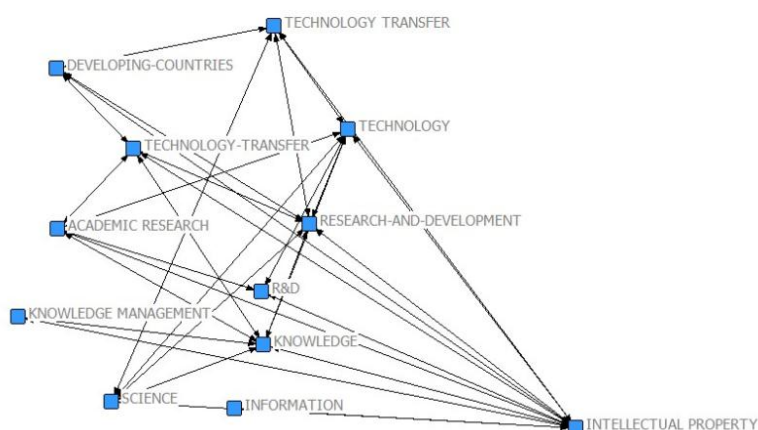 TECHNOLOGY TRANSFER
DEVELOPING-COUNTRIES
TECHNOLOGY
TECHNOLOGY-TRANSFER
RESEARCH-AND-DEVELOPMENT
ACADEMIC RESEARCH
R&D
KNOWLEDGE MANAGEMENT
KNOWLEDGE
SCIENCE
INFORMATION
INTELLECTUAL PROPERTY